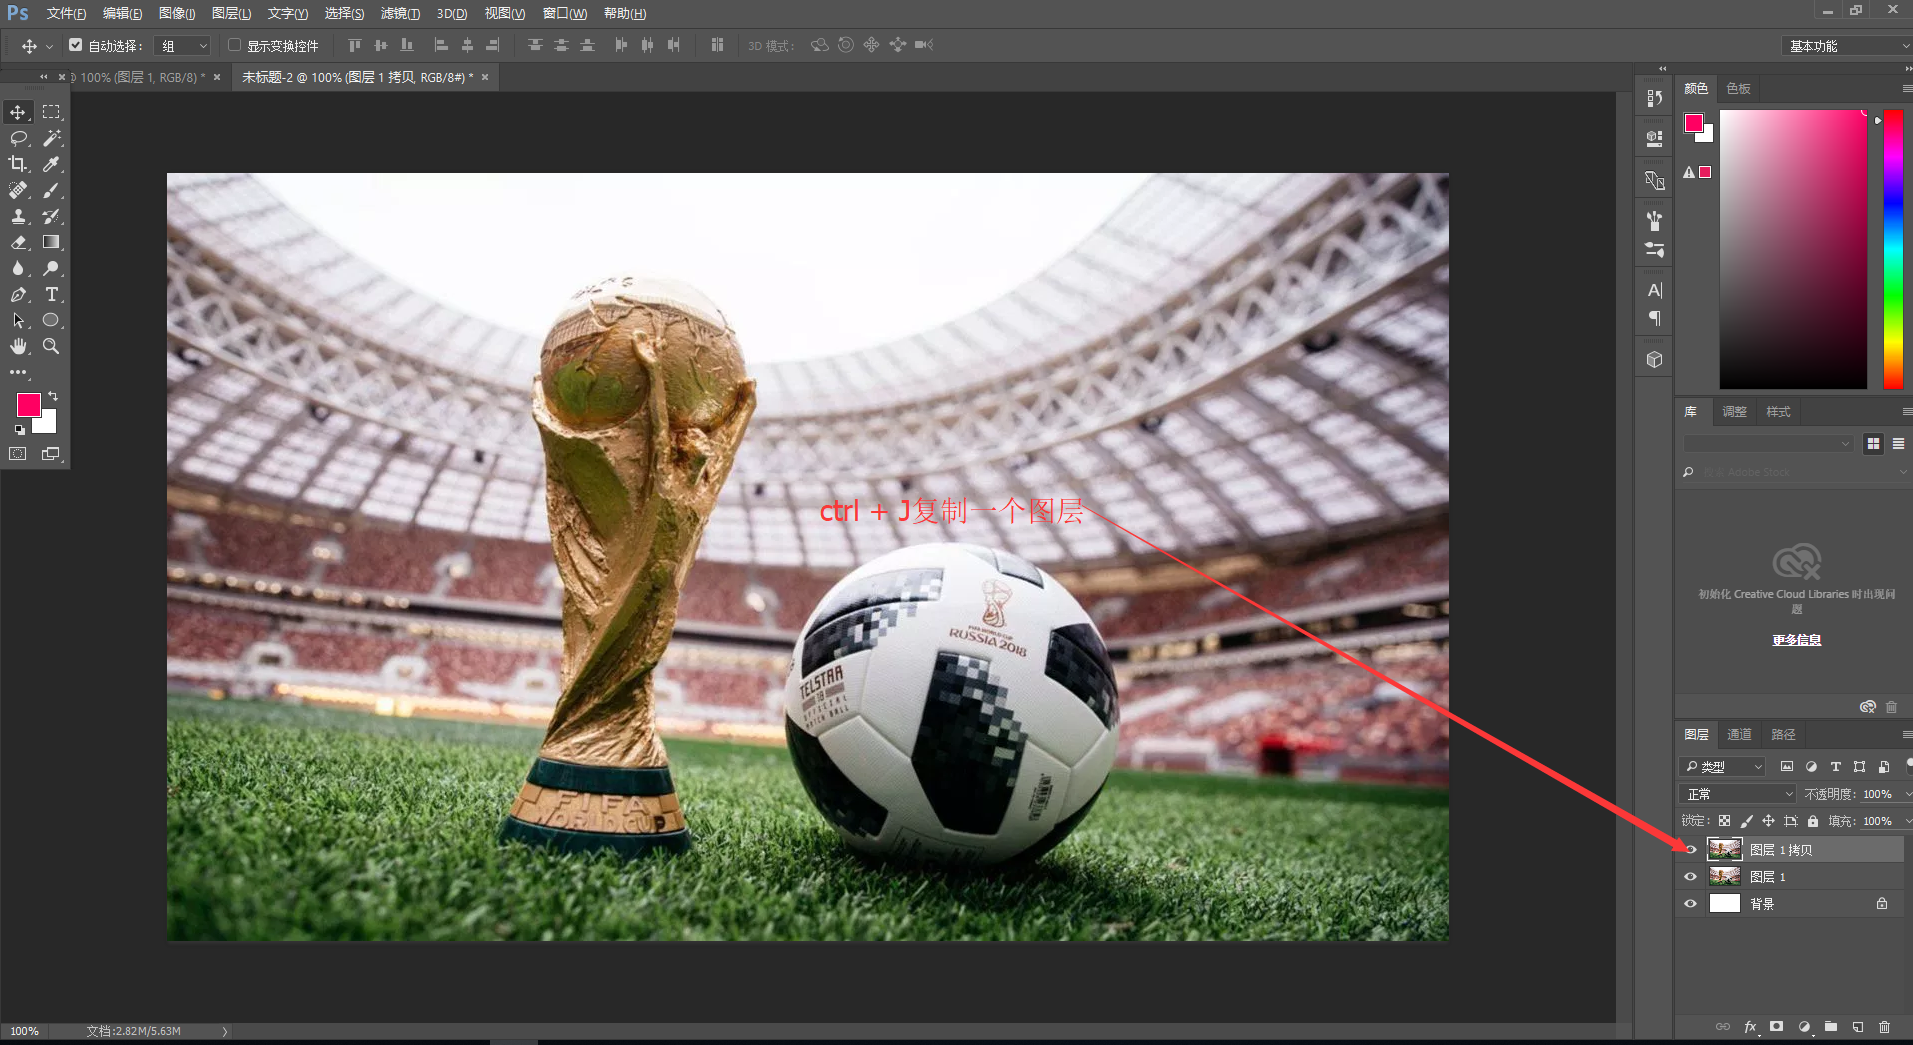 Ps 文件(F) 编辑(E) 图像(I) 图层(L) 文字(Y) 选择(S) 滤镜(T) 3D(D) 视图(V) 窗口(W) 帮助(H)
自动选择： 组 显示变换控件 3D 模式： 基本功能
@ 100% (图层 1, RGB/8) * × 未标题-2 @ 100% (图层 1 拷贝, RGB/8#) * ×
颜色 色板
库 调整 样式
搜索 Adobe Stock
ctrl + J复制一个图层
初始化 Creative Cloud Libraries 时出现问
题
更多信息
FIFA WORLD CUP
RUSSIA 2018
TELSTAR
18
OFFICIAL
MATCH BALL
FIFA
WORLD CUP
图层 通道 路径
类型
正常 不透明度： 100%
锁定： 填充： 100%
图层 1 拷贝
图层 1
背景
fx
100% 文档:2.82M/5.63M